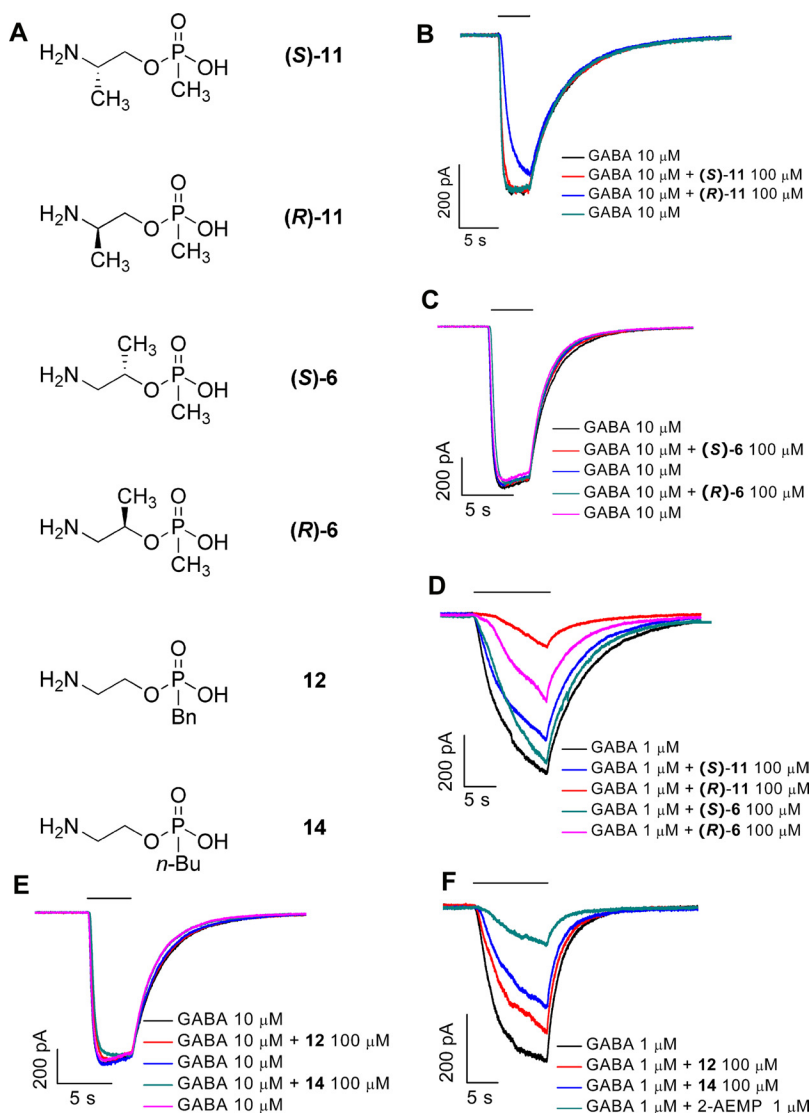 A
H2N
O
P
O
OH
CH3
CH3
(S)-11
H2N
O
P
O
OH
CH3
CH3
(R)-11
CH3
H2N
O
P
O
OH
CH3
(S)-6
CH3
H2N
O
P
O
OH
CH3
(R)-6
H2N
O
P
O
OH
Bn
12
H2N
O
P
O
OH
n-Bu
14
B
GABA 10 μM
GABA 10 μM + (S)-11 100 μM
GABA 10 μM + (R)-11 100 μM
GABA 10 μM
200 pA
5 s
C
GABA 10 μM
GABA 10 μM + (S)-6 100 μM
GABA 10 μM
GABA 10 μM + (R)-6 100 μM
GABA 10 μM
200 pA
5 s
D
GABA 1 μM
GABA 1 μM + (S)-11 100 μM
GABA 1 μM + (R)-11 100 μM
GABA 1 μM + (S)-6 100 μM
GABA 1 μM + (R)-6 100 μM
200 pA
5 s
E
GABA 10 μM
GABA 10 μM + 12 100 μM
GABA 10 μM
GABA 10 μM + 14 100 μM
GABA 10 μM
200 pA
5 s
F
GABA 1 μM
GABA 1 μM + 12 100 μM
GABA 1 μM + 14 100 μM
GABA 1 μM + 2-AEMP 1 μM
200 pA
5 s